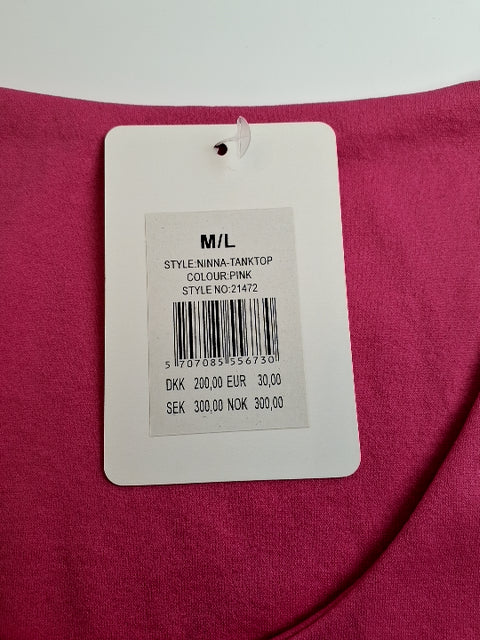 M/L
STYLE:NINNA-TANKTOP
COLOUR:PINK
STYLE NO:21472
5 707085 556730
DKK 200,00 EUR 30,00
SEK 300,00 NOK 300,00